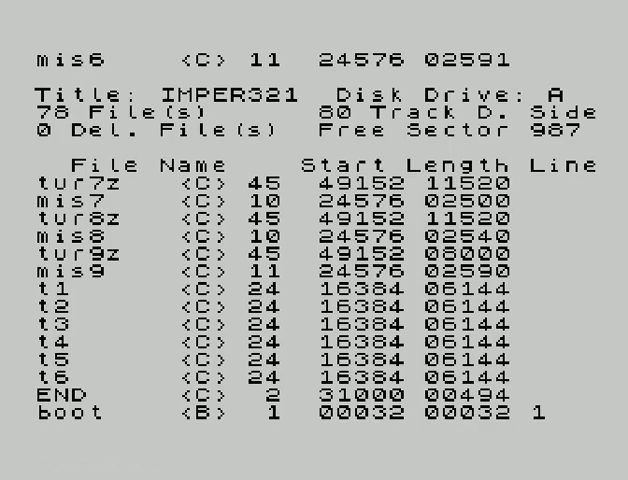 mis6 <C> 11 24576 02591
Title: IMPER321 Disk Drive: A
78 File(s) 80 Track D. Side
0 Del. File(s) Free Sector 987
File Name Start Length Line
tur7z <C> 45 49152 11520
mis7 <C> 10 24576 02500
tur8z <C> 45 49152 11520
mis8 <C> 10 24576 02540
tur9z <C> 45 49152 08000
mis9 <C> 11 24576 02590
t1 <C> 24 16384 06144
t2 <C> 24 16384 06144
t3 <C> 24 16384 06144
t4 <C> 24 16384 06144
t5 <C> 24 16384 06144
t6 <C> 24 16384 06144
END <C> 2 31000 00494
boot <B> 1 00032 00032 1